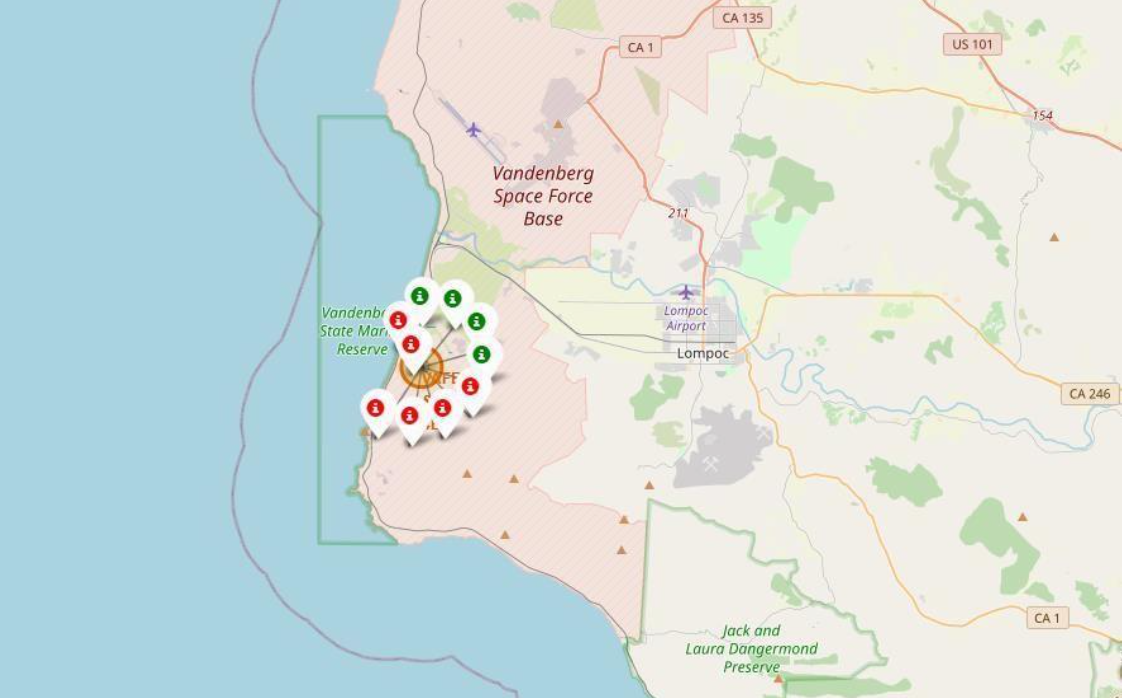 CA 135
CA 1
US 101
154
Vandenberg
Space Force
Base
211
Lompoc
Airport
Lompoc
State
Reserve
CA 246
CA 1
Jack and
Laura Dangermond
Preserve